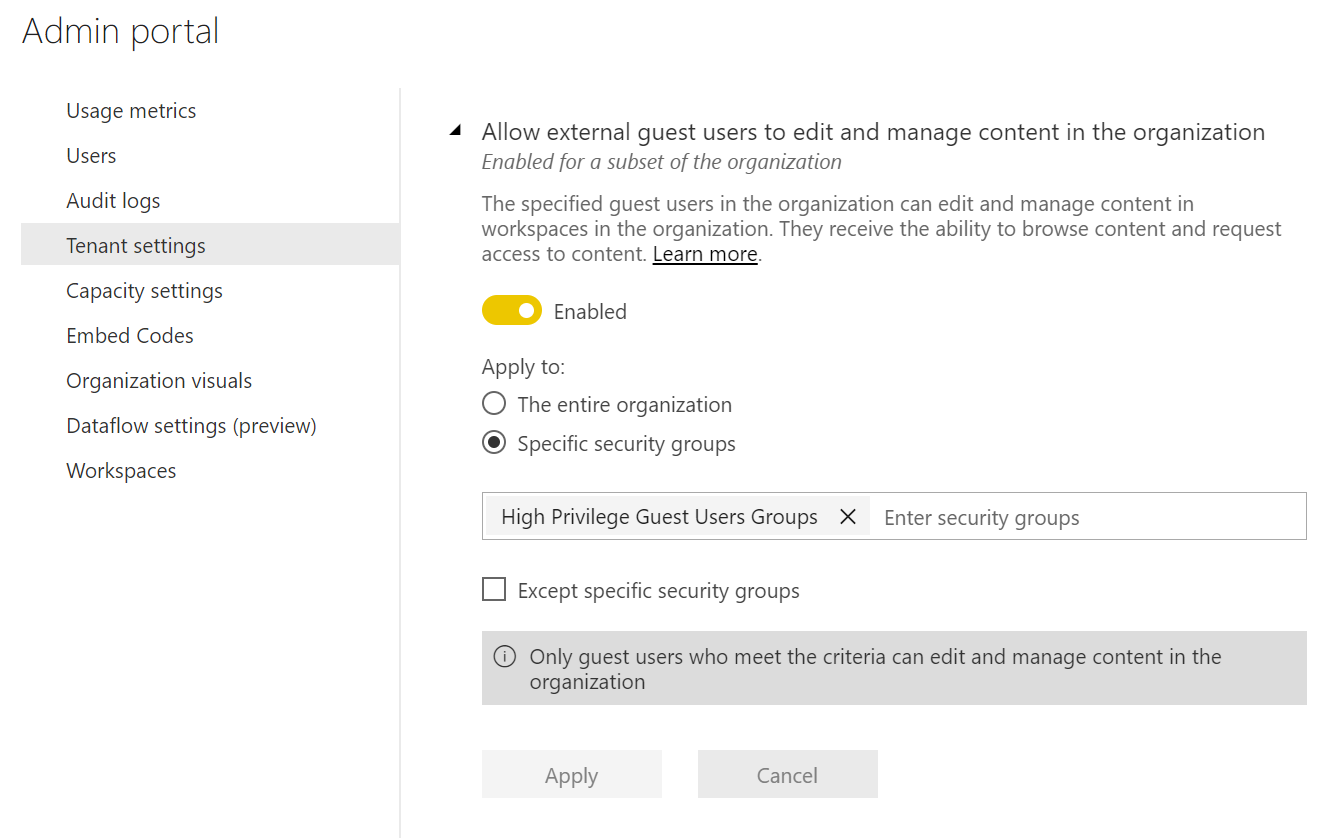 Admin portal
Usage metrics
Users
Audit logs
Tenant settings
Capacity settings
Embed Codes
Organization visuals
Dataflow settings (preview)
Workspaces
Allow external guest users to edit and manage content in the organization
Enabled for a subset of the organization
The specified guest users in the organization can edit and manage content in
workspaces in the organization. They receive the ability to browse content and request
access to content. Learn more.
Enabled
Apply to:
The entire organization
Specific security groups
High Privilege Guest Users Groups Enter security groups
Except specific security groups
Only guest users who meet the criteria can edit and manage content in the
organization
Apply Cancel